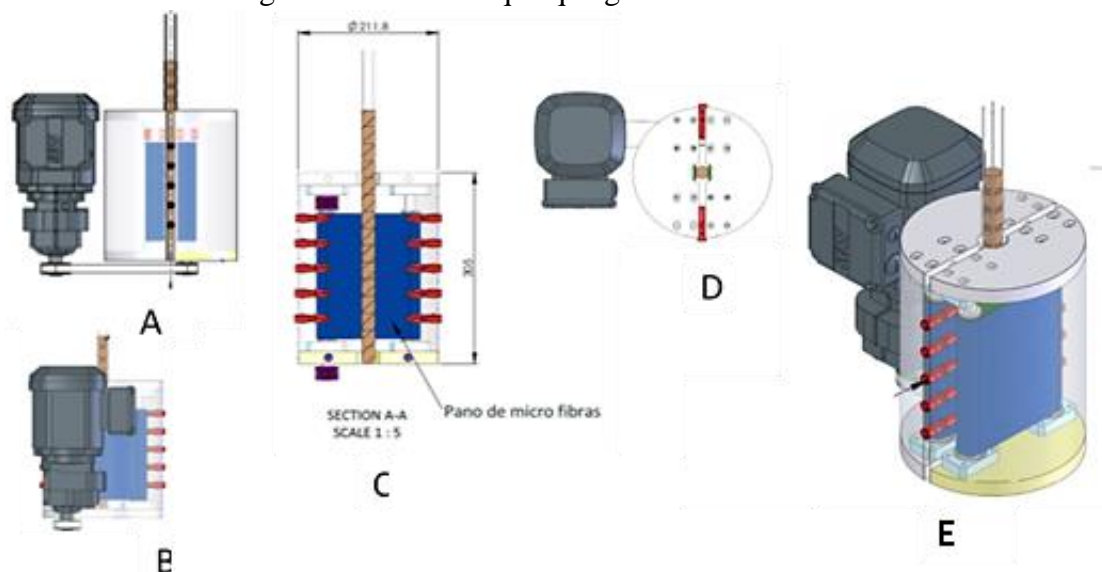 Ø 211.8
A
B
305
SECTION A-A
SCALE 1 : 5
Pano de micro fibras
C
D
E